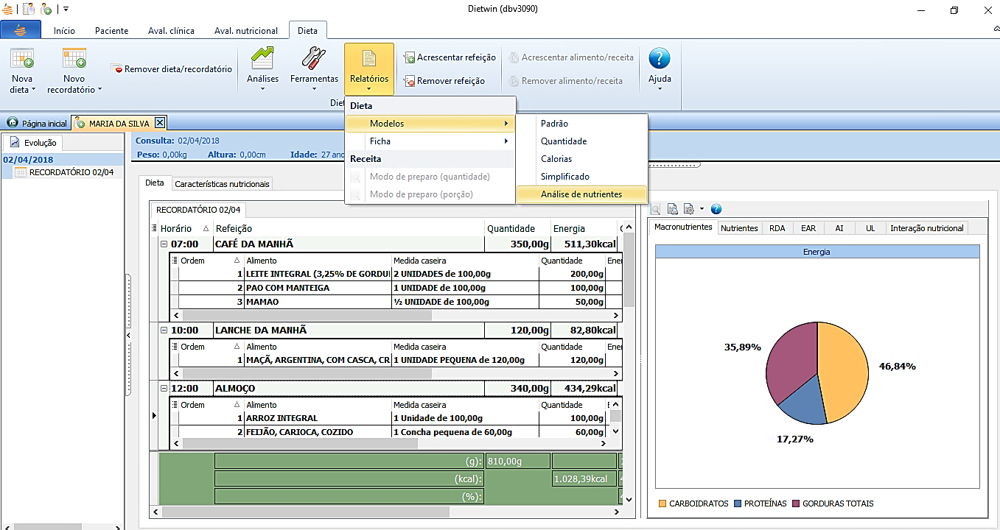 Dietwin (dbv3090)
Início Paciente Aval. clínica Aval. nutricional Dieta
Nova dieta
Novo recordatório
Remover dieta/recordatório
Análises
Ferramentas
Relatórios
Acrescentar refeição
Remover refeição
Acrescentar alimento/receita
Remover alimento/receita
Ajuda
Dieta
Modelos
Ficha
Receita
Modo de preparo (quantidade)
Modo de preparo (porção)
Padrão
Quantidade
Calorias
Simplificado
Análise de nutrientes
Página inicial MARIA DA SILVA
Evolução
02/04/2018
RECORDATÓRIO 02/04
Consulta: 02/04/2018
Peso: 0,00kg Altura: 0,00cm Idade: 27 ano
Dieta Características nutricionais
RECORDATÓRIO 02/04
Horário Refeição Quantidade Energia
07:00 CAFÉ DA MANHÃ 350,00g 511,30kcal
Ordem Alimento Medida caseira Quantidade Ener
1 LEITE INTEGRAL (3,25% DE GORDU 2 UNIDADES de 100,00g 200,00g
2 PAO COM MANTEIGA 1 UNIDADE de 100,00g 100,00g
3 MAMAO ½ UNIDADE de 100,00g 50,00g
10:00 LANCHE DA MANHÃ 120,00g 82,80kcal
Ordem Alimento Medida caseira Quantidade Ener
1 MAÇÃ, ARGENTINA, COM CASCA, CR 1 UNIDADE PEQUENA de 120,00g 120,00g
12:00 ALMOÇO 340,00g 434,29kcal
Ordem Alimento Medida caseira Quantidade E
1 ARROZ INTEGRAL 1 Unidade de 100,00g 100,00g
2 FEIJÃO, CARIOCA, COZIDO 1 Concha pequena de 60,00g 60,00g
(g): 810,00g
(kcal): 1.028,39kcal
(%):
Macronutrientes Nutrientes RDA EAR AI UL Interação nutricional
Energia
35,89%
46,84%
17,27%
CARBOIDRATOS PROTEÍNAS GORDURAS TOTAIS